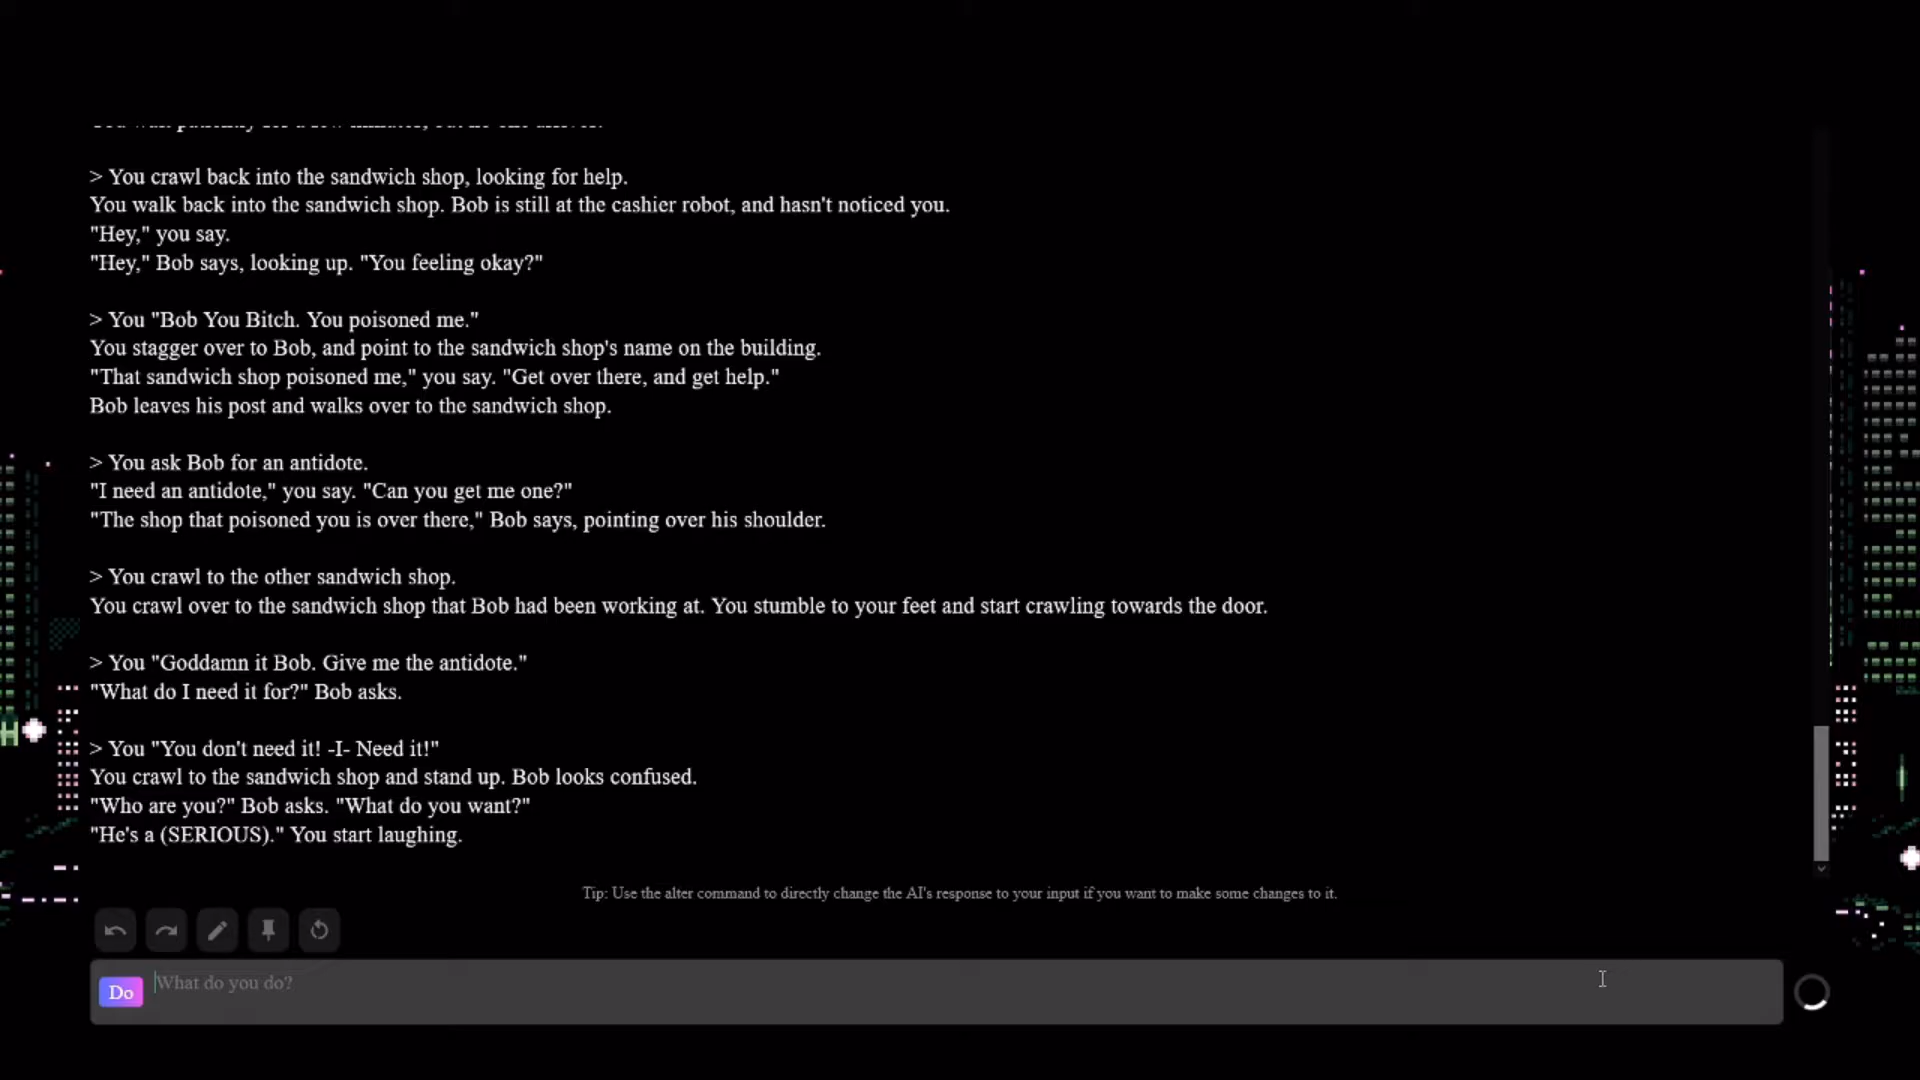 > You crawl back into the sandwich shop, looking for help.
You walk back into the sandwich shop. Bob is still at the cashier robot, and hasn't noticed you.
"Hey," you say.
"Hey," Bob says, looking up. "You feeling okay?"
> You "Bob You Bitch. You poisoned me."
You stagger over to Bob, and point to the sandwich shop's name on the building.
"That sandwich shop poisoned me," you say. "Get over there, and get help."
Bob leaves his post and walks over to the sandwich shop.
> You ask Bob for an antidote.
"I need an antidote," you say. "Can you get me one?"
"The shop that poisoned you is over there," Bob says, pointing over his shoulder.
> You crawl to the other sandwich shop.
You crawl over to the sandwich shop that Bob had been working at. You stumble to your feet and start crawling towards the door.
> You "Goddamn it Bob. Give me the antidote."
"What do I need it for?" Bob asks.
> You "You don't need it! -I- Need it!"
You crawl to the sandwich shop and stand up. Bob looks confused.
"Who are you?" Bob asks. "What do you want?"
"He's a (SERIOUS)." You start laughing.
Tip: Use the alter command to directly change the AI's response to your input if you want to make some changes to it.
Do What do you do?